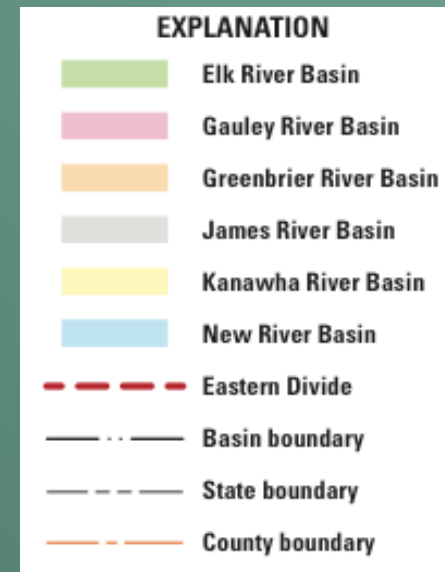 EXPLANATION
Elk River Basin
Gauley River Basin
Greenbrier River Basin
James River Basin
Kanawha River Basin
New River Basin
Eastern Divide
Basin boundary
State boundary
County boundary